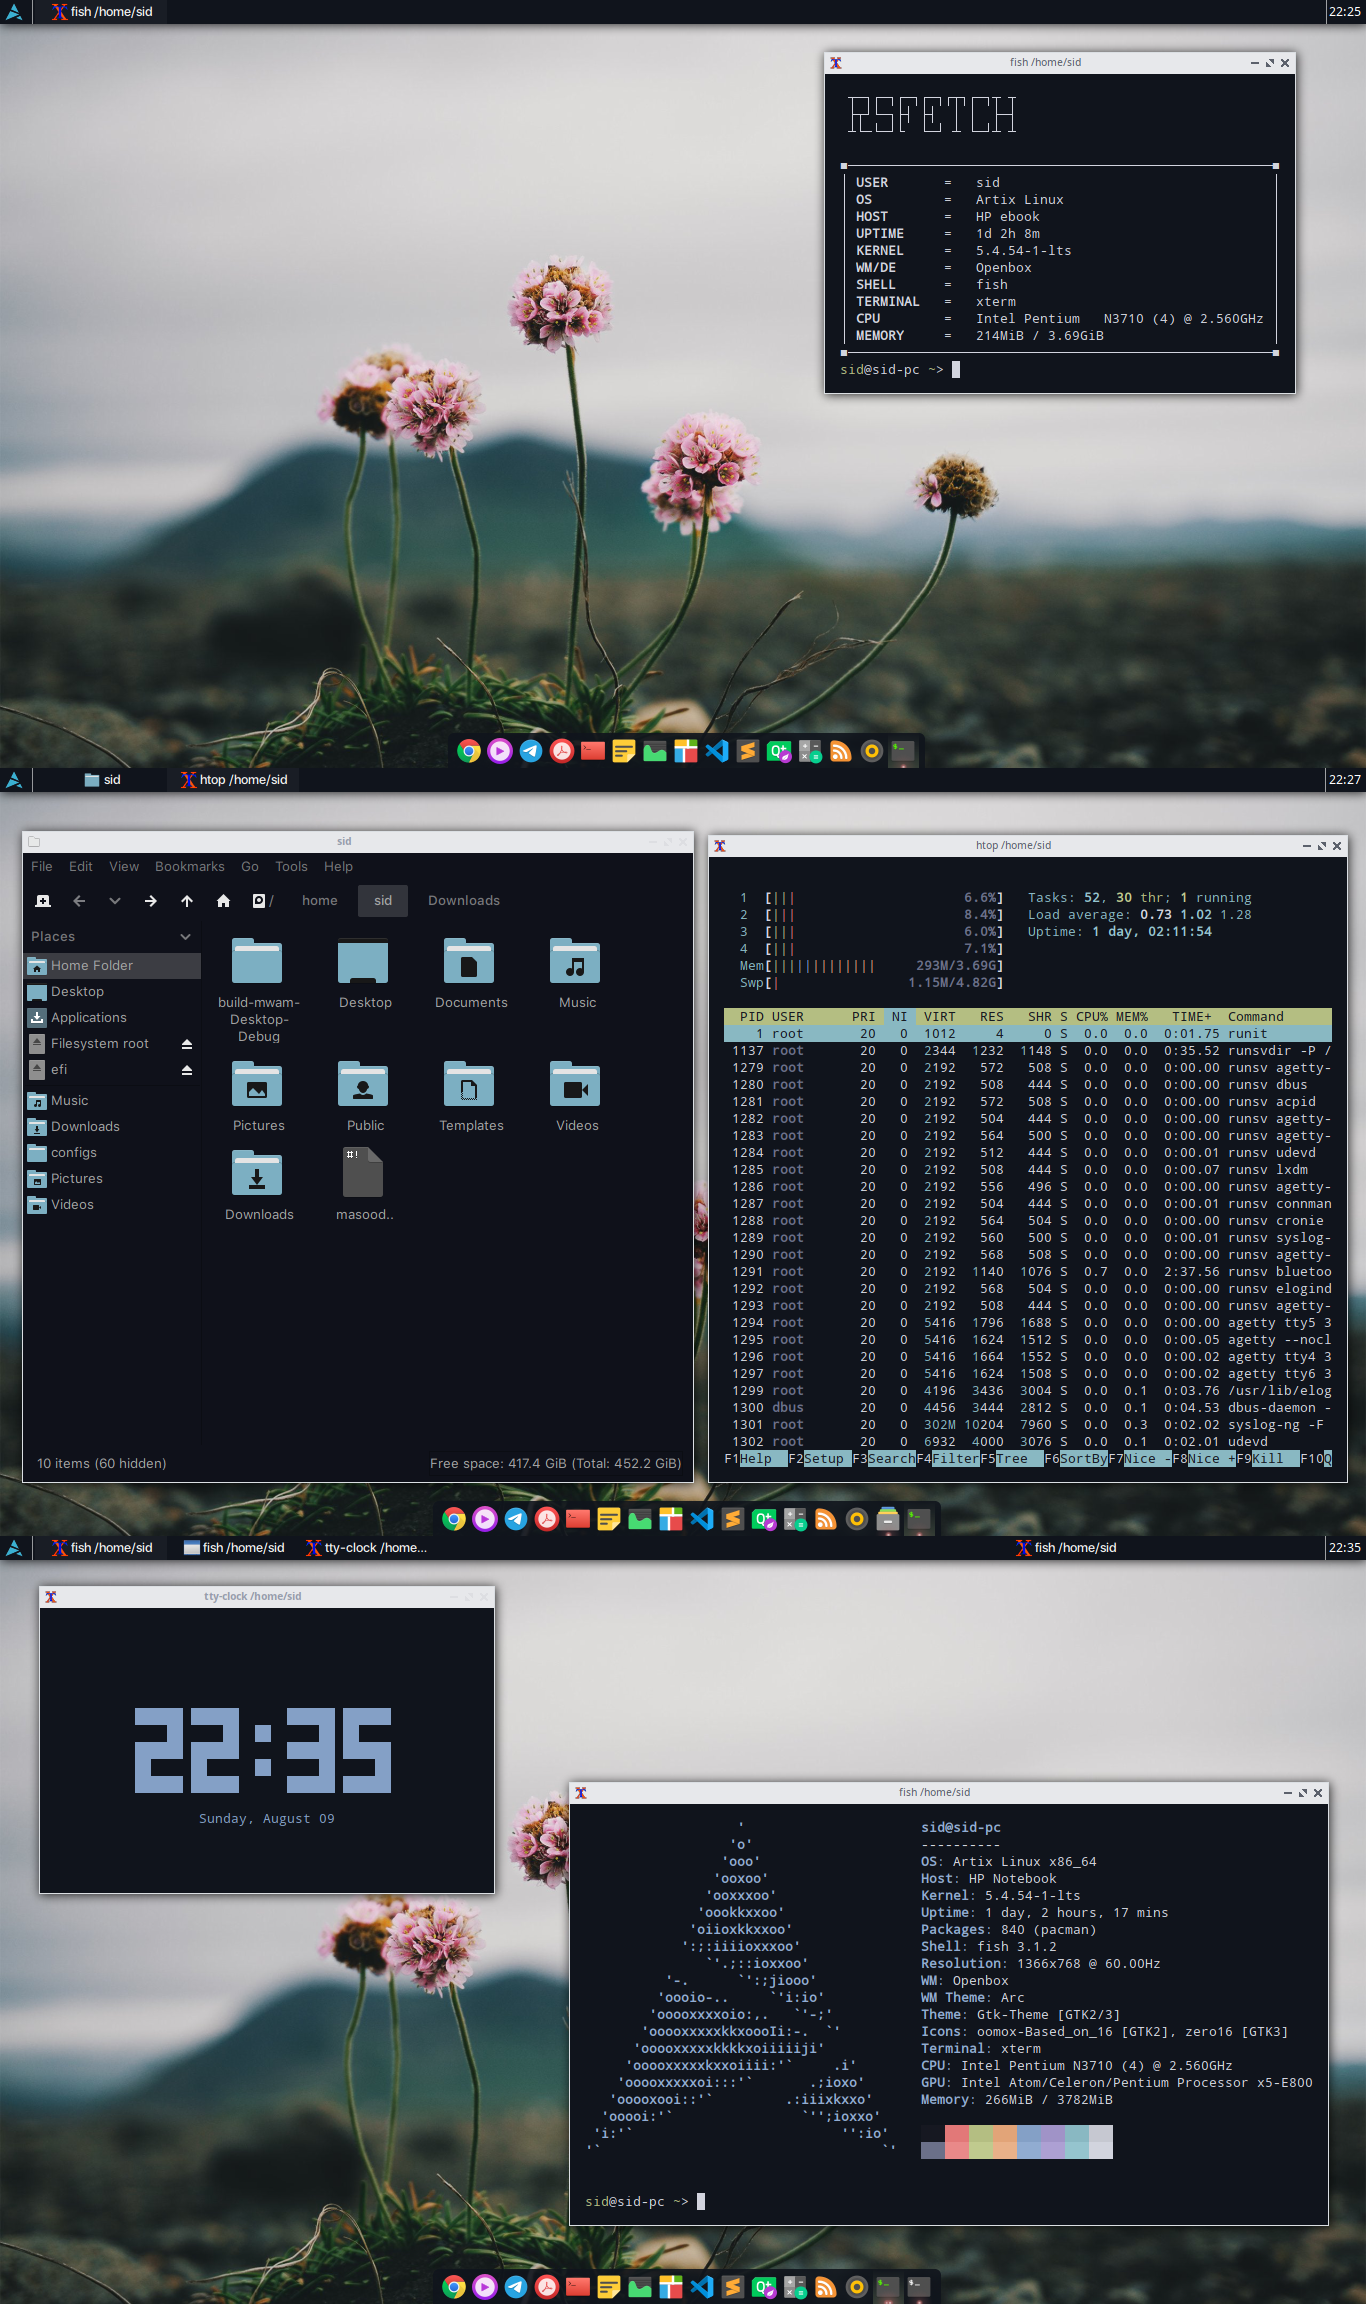 fish /home/sid
22:25
fish /home/sid
RSFETCH
USER = sid
OS = Artix Linux
HOST = HP ebook
UPTIME = 1d 2h 8m
KERNEL = 5.4.54-1-lts
WM/DE = Openbox
SHELL = fish
TERMINAL = xterm
CPU = Intel Pentium N3710 (4) @ 2.560GHz
MEMORY = 214MiB / 3.69GiB
sid@sid-pc ~>
sid
htop /home/sid
22:27
sid
File Edit View Bookmarks Go Tools Help
/ home sid Downloads
Places
Home Folder
Desktop
Applications
Filesystem root
efi
Music
Downloads
configs
Pictures
Videos
build-mwam-
Desktop-
Debug
Desktop
Documents
Music
Pictures
Public
Templates
Videos
#!
Downloads
masood..
10 items (60 hidden)
Free space: 417.4 GiB (Total: 452.2 GiB)
htop /home/sid
1 [||| 6.6%] Tasks: 52, 30 thr; 1 running
2 [||| 8.4%] Load average: 0.73 1.02 1.28
3 [||| 6.0%] Uptime: 1 day, 02:11:54
4 [||| 7.1%]
Mem[||||||||||||| 293M/3.69G]
Swp[| 1.15M/4.82G]
PID USER PRI NI VIRT RES SHR S CPU% MEM% TIME+ Command
1 root 20 0 1012 4 0 S 0.0 0.0 0:01.75 runit
1137 root 20 0 2344 1232 1148 S 0.0 0.0 0:35.52 runsvdir -P /
1279 root 20 0 2192 572 508 S 0.0 0.0 0:00.00 runsv agetty-
1280 root 20 0 2192 508 444 S 0.0 0.0 0:00.00 runsv dbus
1281 root 20 0 2192 572 508 S 0.0 0.0 0:00.00 runsv acpid
1282 root 20 0 2192 504 444 S 0.0 0.0 0:00.00 runsv agetty-
1283 root 20 0 2192 564 500 S 0.0 0.0 0:00.00 runsv agetty-
1284 root 20 0 2192 512 444 S 0.0 0.0 0:00.01 runsv udevd
1285 root 20 0 2192 508 444 S 0.0 0.0 0:00.07 runsv lxdm
1286 root 20 0 2192 556 496 S 0.0 0.0 0:00.00 runsv agetty-
1287 root 20 0 2192 504 444 S 0.0 0.0 0:00.01 runsv connman
1288 root 20 0 2192 564 504 S 0.0 0.0 0:00.00 runsv cronie
1289 root 20 0 2192 560 500 S 0.0 0.0 0:00.01 runsv syslog-
1290 root 20 0 2192 568 508 S 0.0 0.0 0:00.00 runsv agetty-
1291 root 20 0 2192 1140 1076 S 0.7 0.0 2:37.56 runsv bluetoo
1292 root 20 0 2192 568 504 S 0.0 0.0 0:00.00 runsv elogind
1293 root 20 0 2192 508 444 S 0.0 0.0 0:00.00 runsv agetty-
1294 root 20 0 5416 1796 1688 S 0.0 0.0 0:00.00 agetty tty5 3
1295 root 20 0 5416 1624 1512 S 0.0 0.0 0:00.05 agetty --nocl
1296 root 20 0 5416 1664 1552 S 0.0 0.0 0:00.02 agetty tty4 3
1297 root 20 0 5416 1624 1508 S 0.0 0.0 0:00.02 agetty tty6 3
1299 root 20 0 4196 3436 3004 S 0.0 0.1 0:03.76 /usr/lib/elog
1300 dbus 20 0 4456 3444 2812 S 0.0 0.1 0:04.53 dbus-daemon -
1301 root 20 0 302M 10204 7960 S 0.0 0.3 0:02.02 syslog-ng -F
1302 root 20 0 6932 4000 3076 S 0.0 0.1 0:02.01 udevd
F1Help F2Setup F3SearchF4FilterF5Tree F6SortByF7Nice -F8Nice +F9Kill F10Q
fish /home/sid
fish /home/sid
tty-clock /home...
fish /home/sid
22:35
tty-clock /home/sid
22:35
Sunday, August 09
fish /home/sid
'
'o'
'ooo'
'ooxoo'
'ooxxxoo'
'oookkxxoo'
'oiioxkkxxoo'
':;:iiiioxxxoo'
`'.;::ioxxoo'
'-. `':;jiooo'
'oooio-.. `'i:io'
'ooooxxxxoio:,. `'-;'
'ooooxxxxxkkxoooIi:-. `'
'ooooxxxxxkkkkxoiiiiiji'
'ooooxxxxxkxxoiiii:'` .i'
'ooooxxxxxoi:::'` .;ioxo'
'ooooxooi::'` .:iiixkxxo'
'ooooi:'` `'';ioxxo'
'i:'` '':io'
'` `'
sid@sid-pc
----------
OS: Artix Linux x86_64
Host: HP Notebook
Kernel: 5.4.54-1-lts
Uptime: 1 day, 2 hours, 17 mins
Packages: 840 (pacman)
Shell: fish 3.1.2
Resolution: 1366x768 @ 60.00Hz
WM: Openbox
WM Theme: Arc
Theme: Gtk-Theme [GTK2/3]
Icons: oomox-Based_on_16 [GTK2], zero16 [GTK3]
Terminal: xterm
CPU: Intel Pentium N3710 (4) @ 2.560GHz
GPU: Intel Atom/Celeron/Pentium Processor x5-E800
Memory: 266MiB / 3782MiB
sid@sid-pc ~>